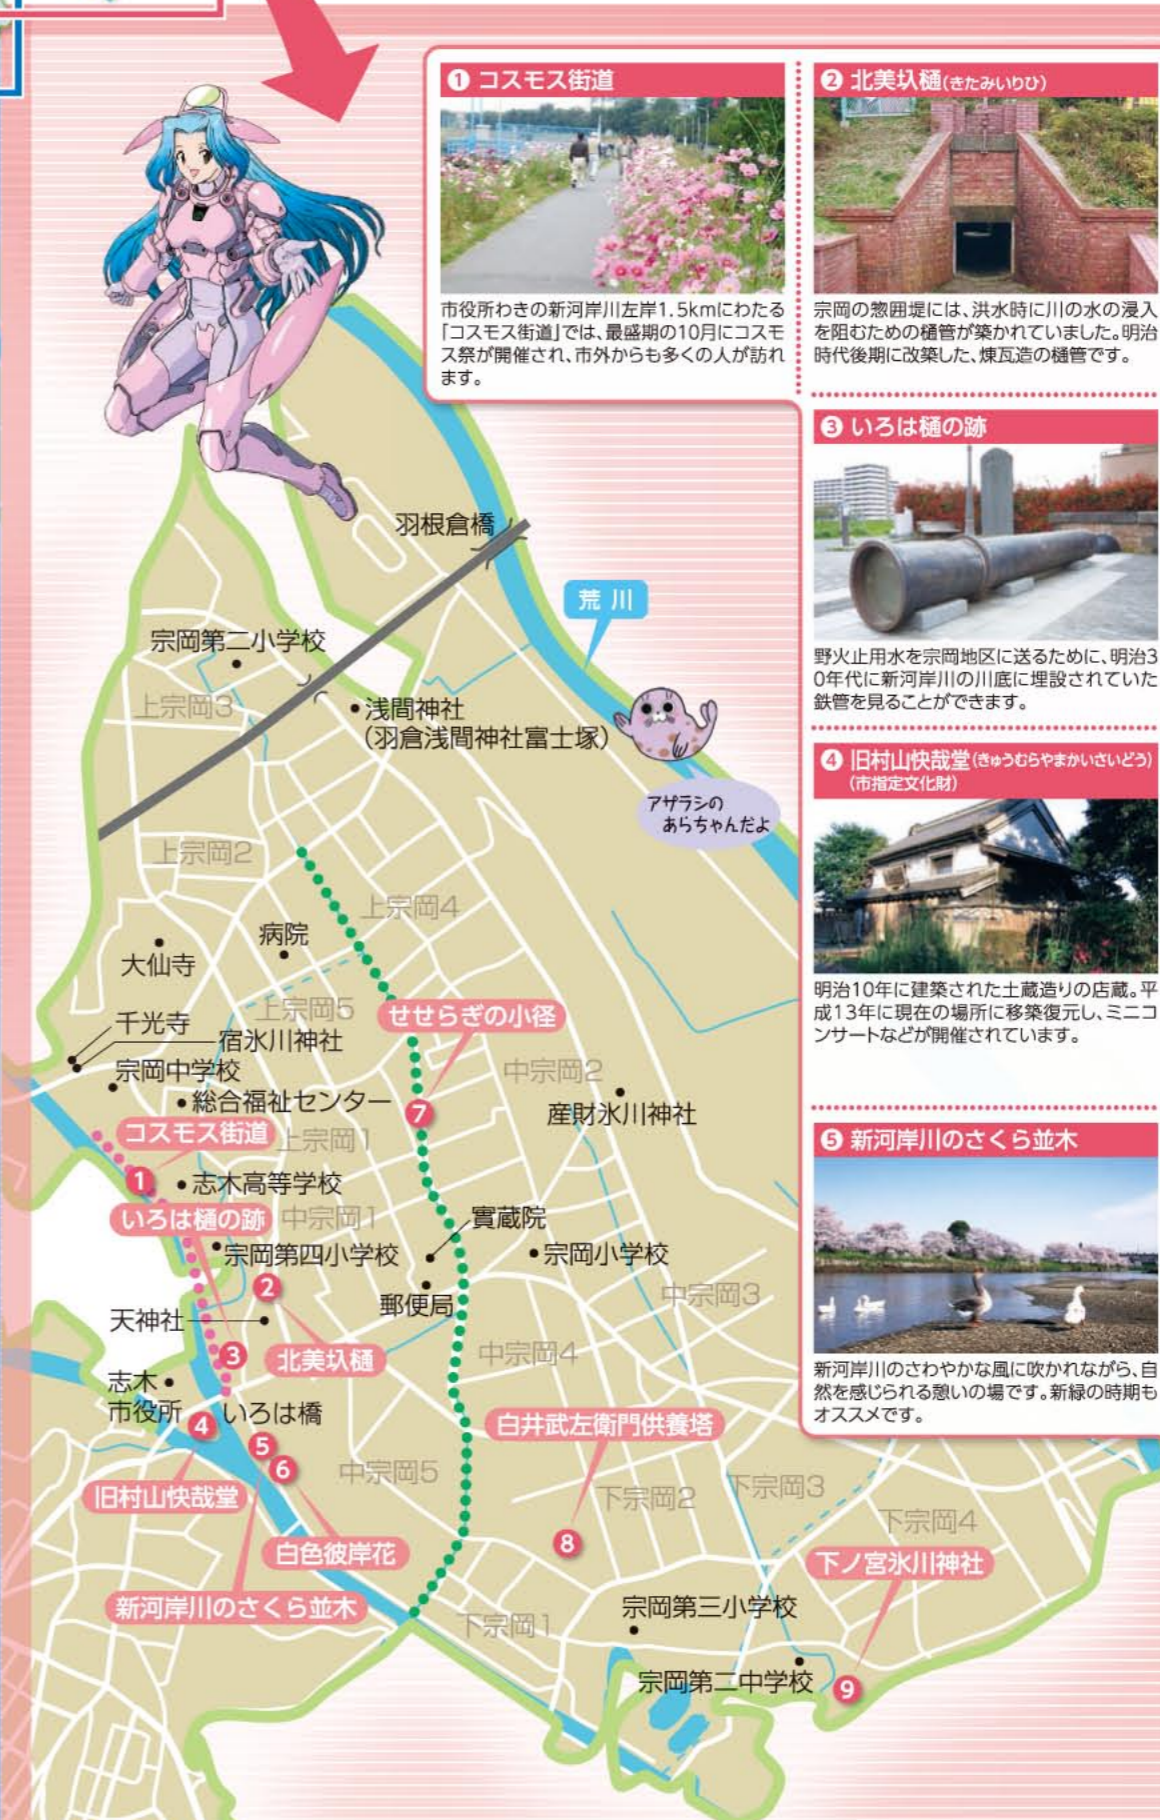 ❶ コスモス街道
市役所わきの新河岸川左岸1.5kmにわたる
「コスモス街道」では、最盛期の10月にコスモ
ス祭が開催され、市外からも多くの人が訪れ
ます。
❷ 北美圦樋(きたみいりひ)
宗岡の惣囲堤には、洪水時に川の水の浸入
を阻むための樋管が築かれていました。明治
時代後期に改築した、煉瓦造の樋管です。
❸ いろは樋の跡
野火止用水を宗岡地区に送るために、明治3
0年代に新河岸川の川底に埋設されていた
鉄管を見ることができます。
❹ 旧村山快哉堂(きゅうむらやまかいさいどう)
(市指定文化財)
明治10年に建築された土蔵造りの店蔵。平
成13年に現在の場所に移築復元し、ミニコ
ンサートなどが開催されています。
❺ 新河岸川のさくら並木
新河岸川のさわやかな風に吹かれながら、自
然を感じられる憩いの場です。新緑の時期も
オススメです。
羽根倉橋
荒川
宗岡第二小学校
上宗岡3
浅間神社
(羽倉浅間神社富士塚)
アザラシの
あらちゃんだよ
上宗岡2
上宗岡4
病院
大仙寺
上宗岡5
せせらぎの小径
千光寺
宿氷川神社
宗岡中学校
中宗岡2
総合福祉センター
❼
産財氷川神社
コスモス街道
上宗岡1
❶
志木高等学校
いろは樋の跡
中宗岡1
實蔵院
宗岡第四小学校
宗岡小学校
❷
郵便局
中宗岡3
天神社
❸
北美圦樋
中宗岡4
志木
市役所
❹
いろは橋
白井武左衛門供養塔
❺
❻
中宗岡5
旧村山快哉堂
下宗岡2
下宗岡3
下宗岡4
❽
白色彼岸花
下ノ宮氷川神社
新河岸川のさくら並木
下宗岡1
宗岡第三小学校
宗岡第二中学校
❾